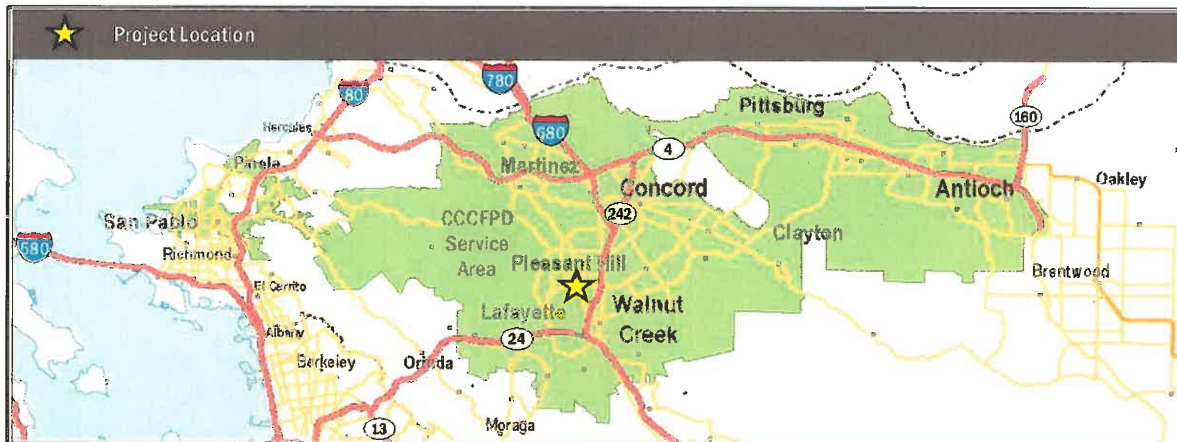 Project Location
80
780
680
Hercules
Pinole
Martinez
Pittsburg
4
160
Concord
Antioch
Oakley
San Pablo
CCCFPD
Service
Area
242
Clayton
580
Richmond
Pleasant Hill
Brentwood
El Cerrito
Lafayette
Walnut
Creek
Albany
24
Berkeley
Orinda
Moraga
13